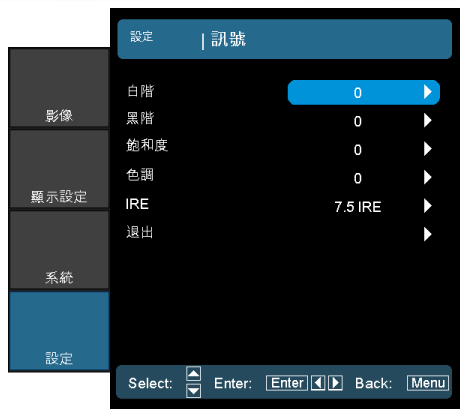 設定 | 訊號
影像
顯示設定
系統
設定
白階 0
黑階 0
飽和度 0
色調 0
IRE 7.5 IRE
退出
Select: Enter: Enter Back: Menu